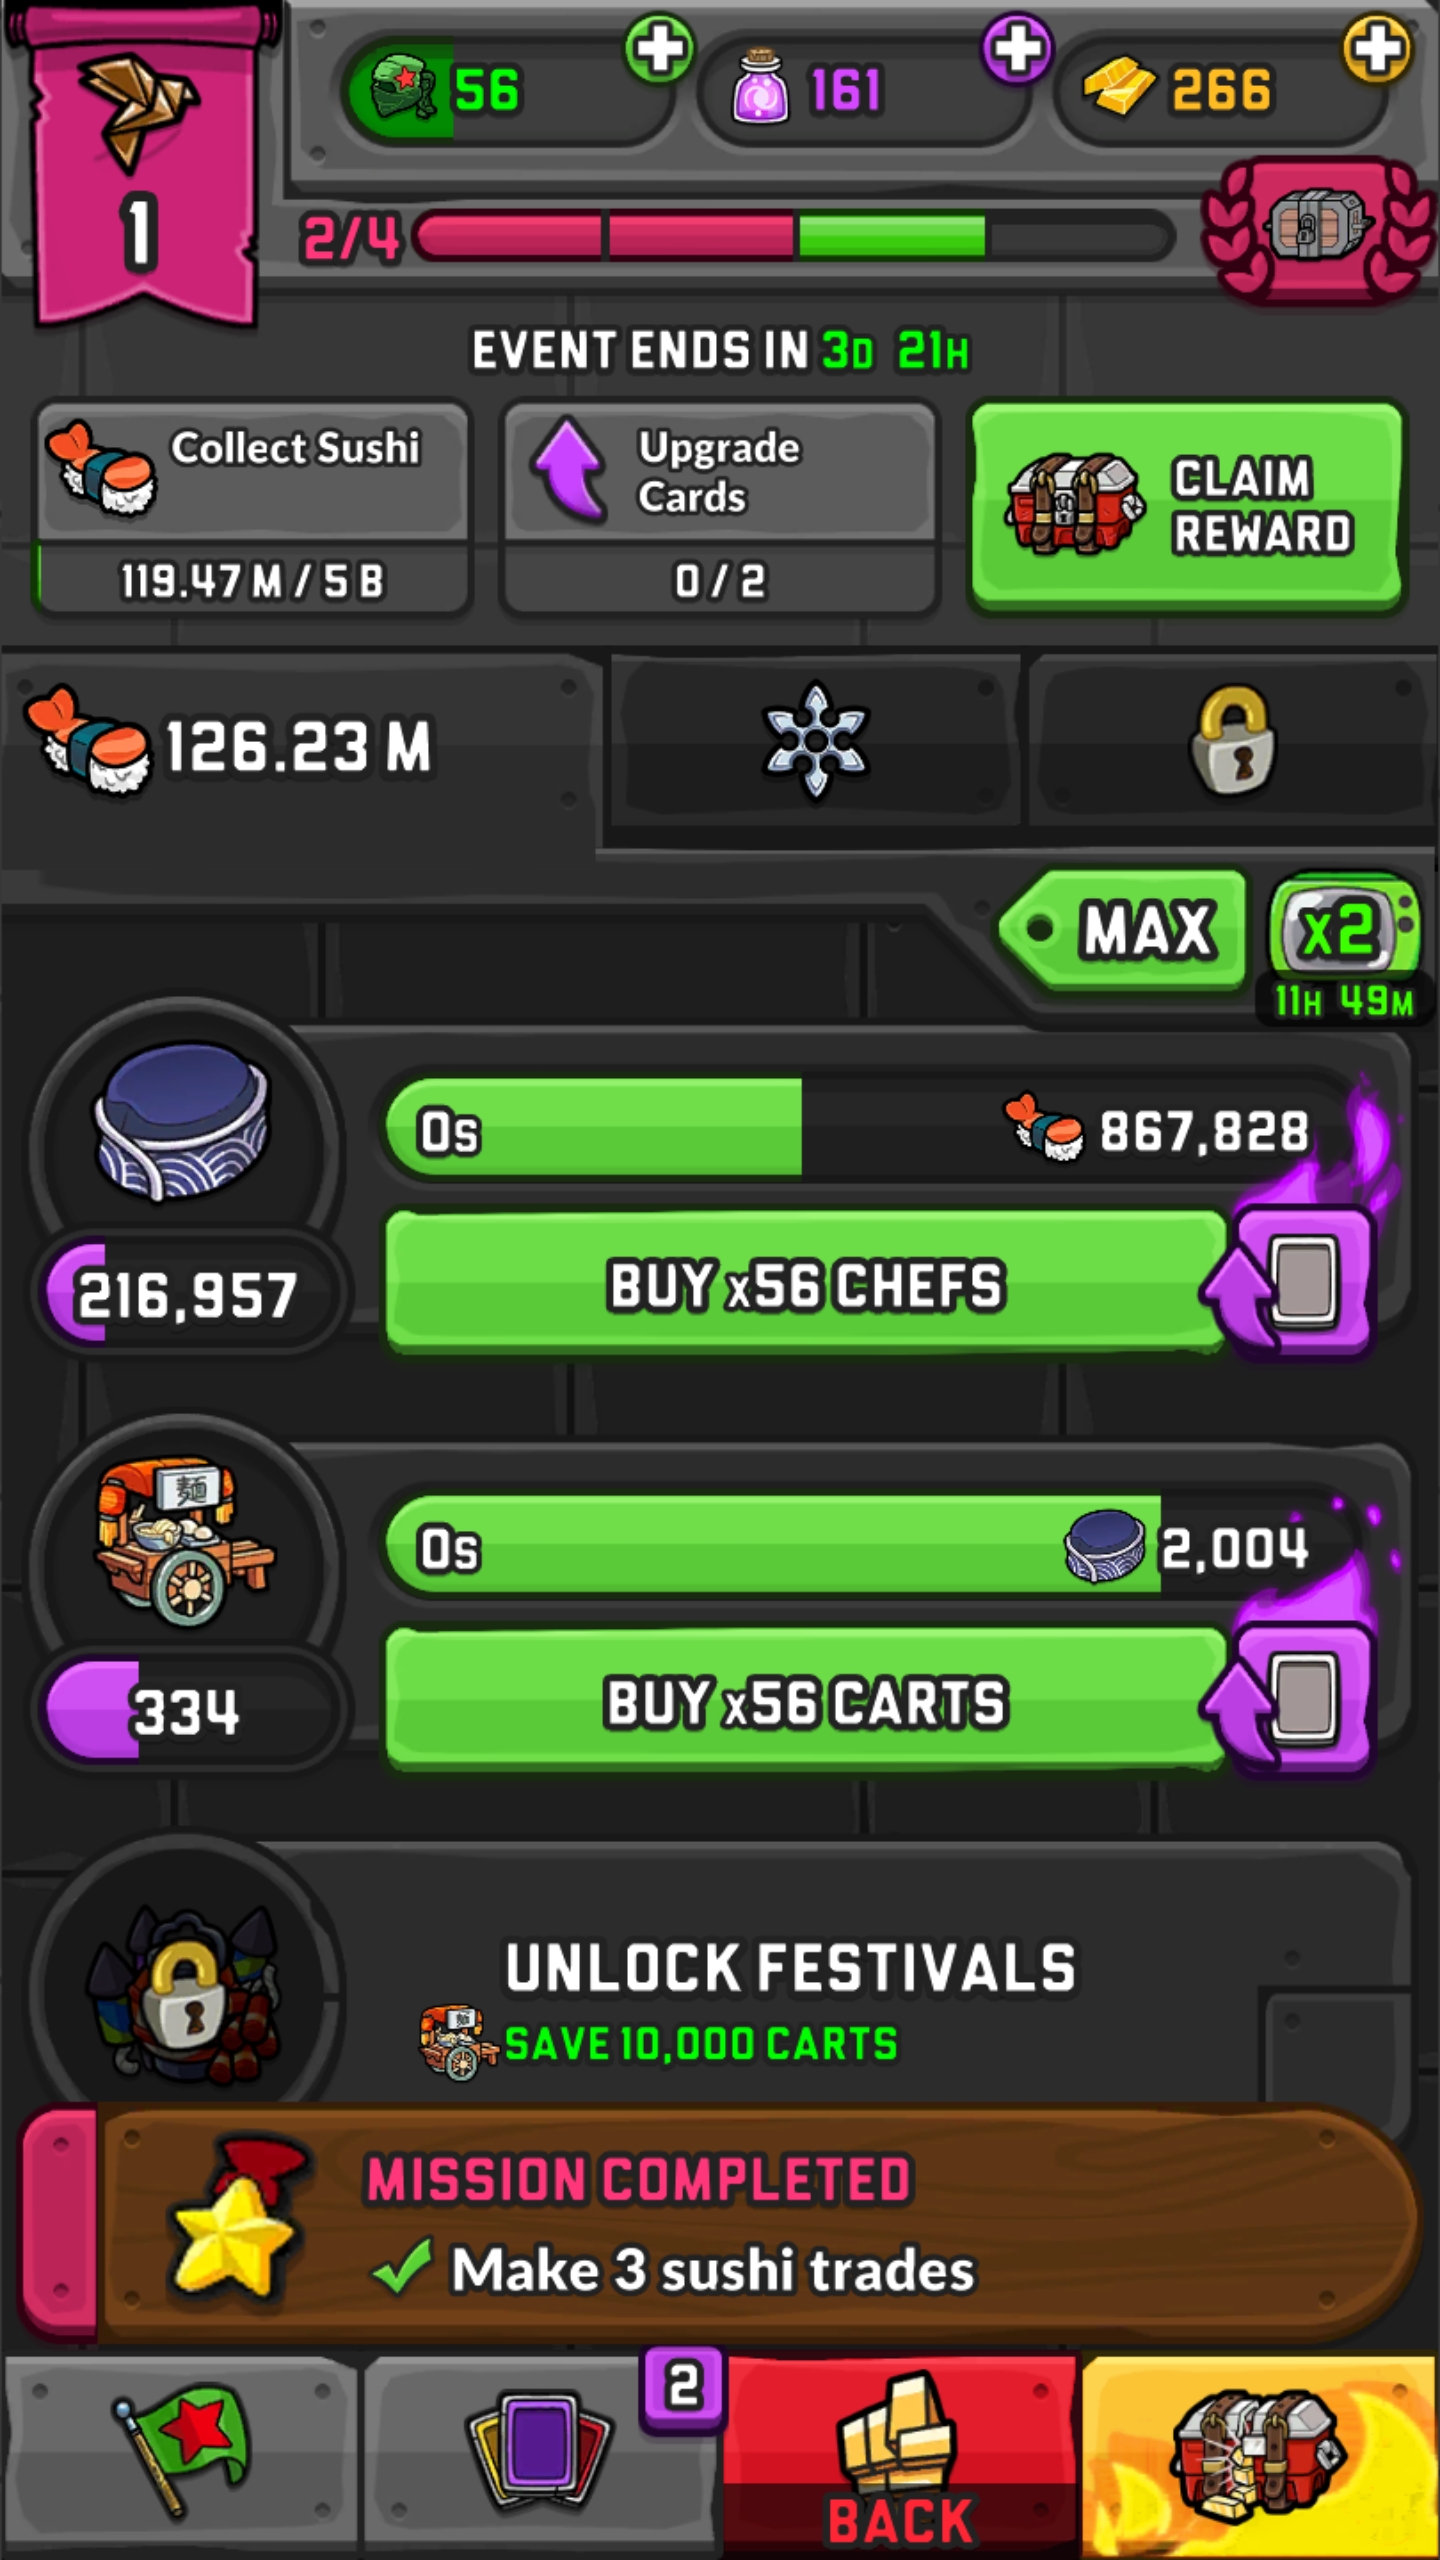 56
161
266
1
2/4
EVENT ENDS IN 3D 21H
Collect Sushi
119.47 M / 5 B
Upgrade
Cards
0 / 2
CLAIM
REWARD
126.23 M
MAX
x2
11H 49M
0s
867,828
216,957
BUY x56 CHEFS
麺
0s
2,004
334
BUY x56 CARTS
UNLOCK FESTIVALS
SAVE 10,000 CARTS
MISSION COMPLETED
Make 3 sushi trades
2
BACK